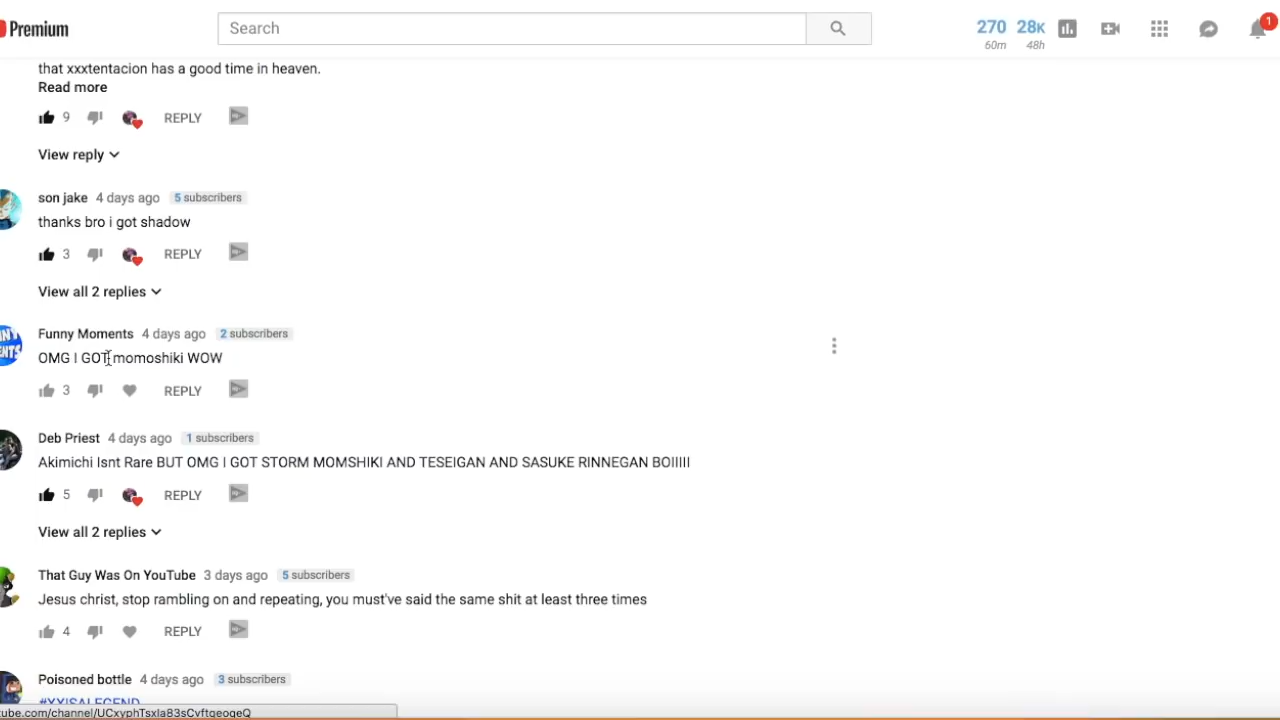 Premium
Search
270 28K
60m 48h
1
that xxxtentacion has a good time in heaven.
Read more
9 REPLY
View reply
son jake 4 days ago 5 subscribers
thanks bro i got shadow
3 REPLY
View all 2 replies
Funny Moments 4 days ago 2 subscribers
OMG I GOT momoshiki WOW
3 REPLY
Deb Priest 4 days ago 1 subscribers
Akimichi Isnt Rare BUT OMG I GOT STORM MOMSHIKI AND TESEIGAN AND SASUKE RINNEGAN BOIIIII
5 REPLY
View all 2 replies
That Guy Was On YouTube 3 days ago 5 subscribers
Jesus christ, stop rambling on and repeating, you must've said the same shit at least three times
4 REPLY
Poisoned bottle 4 days ago 3 subscribers
#XXISALEGEND